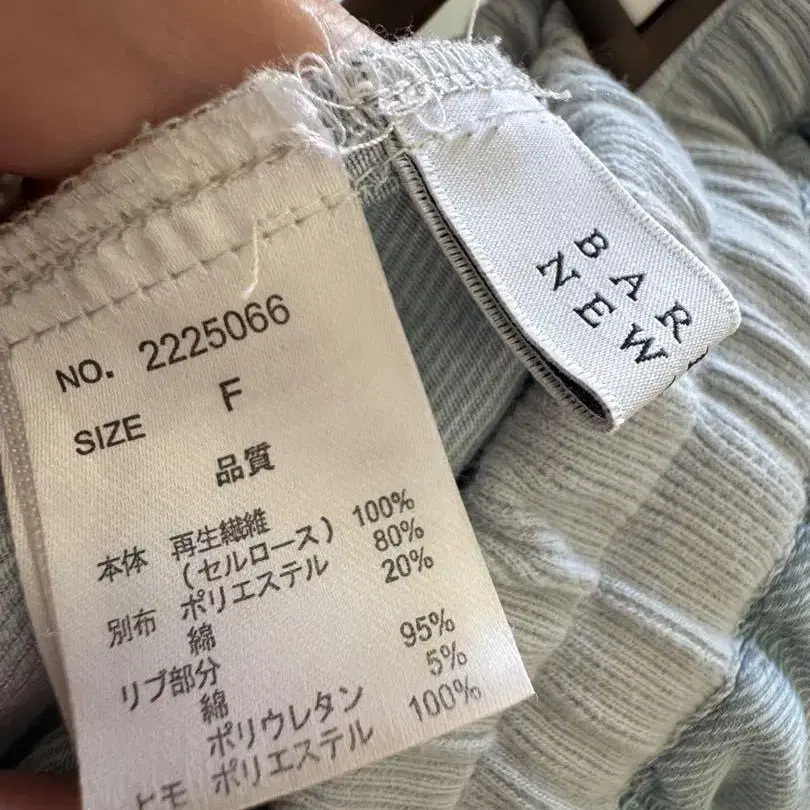 NO. 2225066
SIZE F
品質
本体 再生繊維 100%
(セルロース)
別布 ポリエステル 80%
綿 20%
リブ部分
綿 95%
ポリウレタン 5%
ヒモ ポリエステル 100%
BAR
NEW